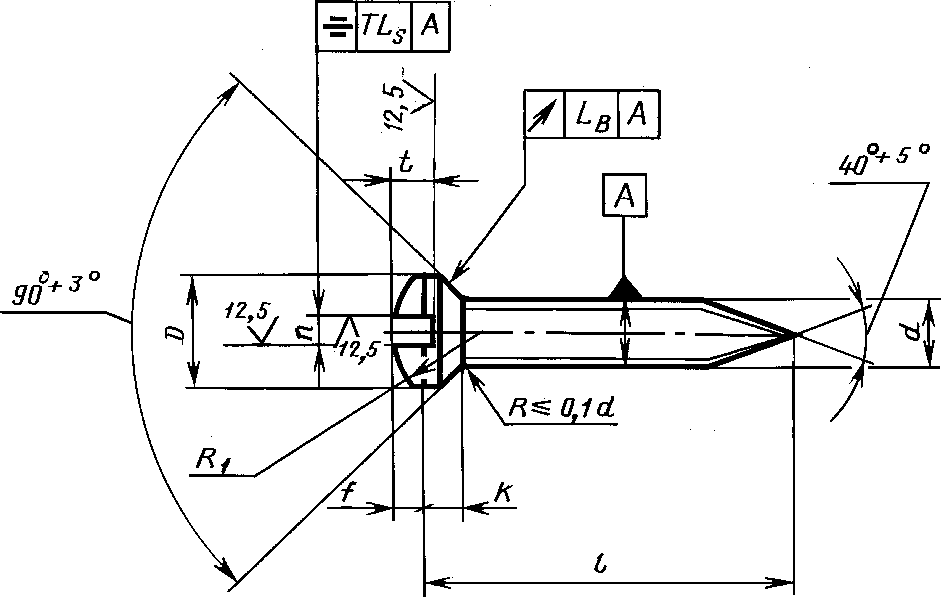 TLS A
12,5
LB A
t
A
40°+5°
90°+3°
D
12,5
n
12,5
d
R≤0,1d
R1
f
K
l